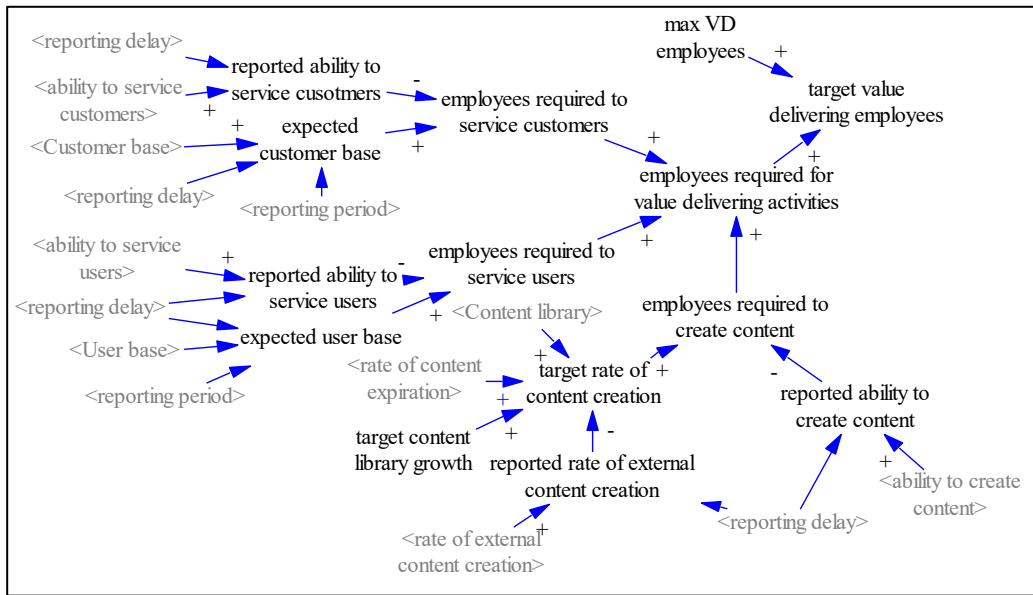 max VD
employees
+
<reporting delay>
reported ability to
service cusotmers
-
<ability to service
customers>
+
employees required to
service customers
target value
delivering employees
+
expected
customer base
+
<Customer base>
+
+
<reporting delay>
<reporting period>
employees required for
value delivering activities
+
+
<ability to service
users>
+
reported ability to
service users
-
employees required to
service users
<reporting delay>
expected user base
+
<Content library>
employees required to
create content
<User base>
<reporting period>
+
<rate of content
expiration>
+
target rate of
content creation
+
-
reported ability to
create content
target content
library growth
+
-
reported rate of external
content creation
+
<ability to create
content>
<reporting delay>
<rate of external
content creation>
+